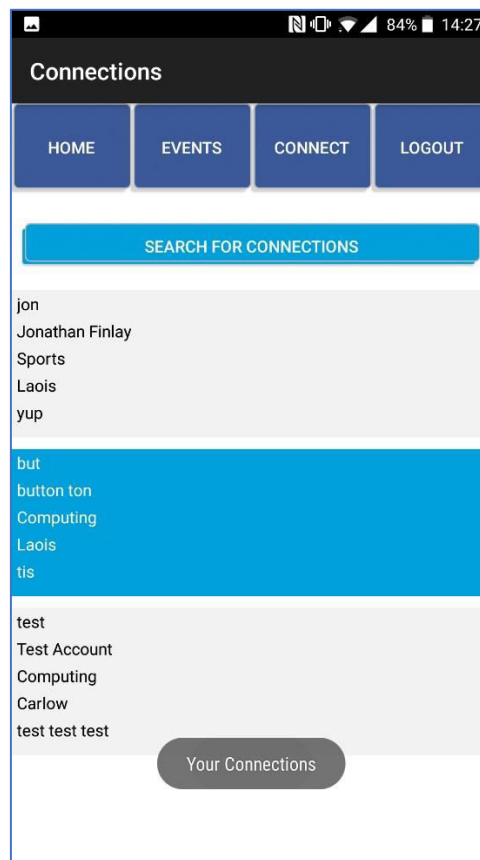 84% 14:27
Connections
HOME EVENTS CONNECT LOGOUT
SEARCH FOR CONNECTIONS
jon
Jonathan Finlay
Sports
Laois
yup
but
button ton
Computing
Laois
tis
test
Test Account
Computing
Carlow
test test test
Your Connections